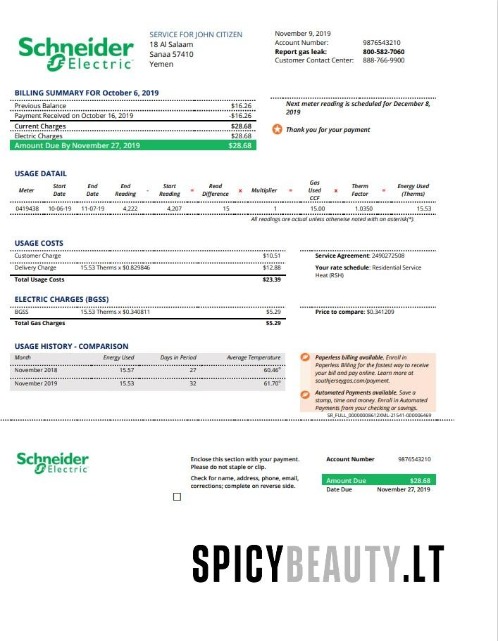 Schneider
Electric
SERVICE FOR JOHN CITIZEN
18 Al Salaam
Sanaa 57410
Yemen
November 9, 2019
Account Number: 9876543210
Report gas leak: 800-582-7060
Customer Contact Center: 888-766-9900
BILLING SUMMARY FOR October 6, 2019
Previous Balance $16.26
Payment Received on October 16, 2019 -$16.26
Current Charges $28.68
Electric Charges $28.68
Amount Due By November 27, 2019 $28.68
Next mater reading is scheduled for December 8,
2019
Thank you for your payment
USAGE DATAIL
Meter Start Date End Date End Reading - Start Reading = Read Difference x Multiplier = Gas Used CCF x Therm Factor = Energy Used (Therms)
0419438 10-06-19 11-07-19 4,222 4,207 15 1 15.00 1.0350 15.53
All readings are actual unless otherwise noted with an asterisk(*).
USAGE COSTS
Customer Charge $10.51
Delivery Charge 15.53 Therms x $0.829846 $12.88
Total Usage Costs $23.39
Service Agreement: 2490272508
Your rate schedule: Residential Service
Heat (RSH)
ELECTRIC CHARGES (BGSS)
BGSS 15.53 Therms x $0.340811 $5.29
Total Gas Charges $5.29
Price to compare: $0.341209
USAGE HISTORY - COMPARISON
Month Energy Used Days in Period Average Temperature
November 2018 15.57 27 60.46°
November 2019 15.53 32 61.70°
Paperless billing available. Enroll in
Paperless Billing for the fastest way to receive
your bill and pay online. Learn more at
southjerseygas.com/payment.
Automated Payments available. Save a
stamp, time and money. Enroll in Automated
Payments from your checking or savings.
Schneider
Electric
Enclose this section with your payment.
Please do not staple or clip.
Check for name, address, phone, email,
corrections; complete on reverse side.
Account Number 9876543210
Amount Due $28.68
Date Due November 27, 2019
SPICYBEAUTY.LT